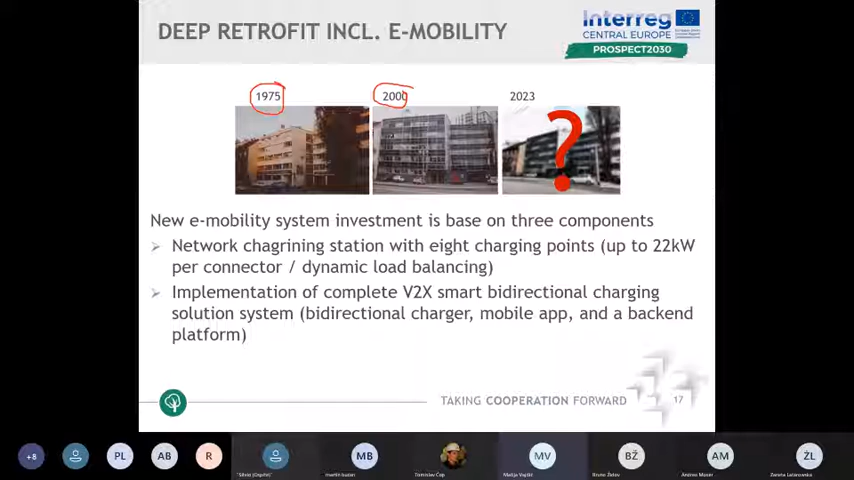 DEEP RETROFIT INCL. E-MOBILITY
Interreg
CENTRAL EUROPE
PROSPECT2030
1975
2000
2023
?
New e-mobility system investment is base on three components
Network chagrining station with eight charging points (up to 22kW
per connector / dynamic load balancing)
Implementation of complete V2X smart bidirectional charging
solution system (bidirectional charger, mobile app, and a backend
platform)
TAKING COOPERATION FORWARD
17
+8
PL
AB
R
MB
MV
BŽ
AM
ŽL